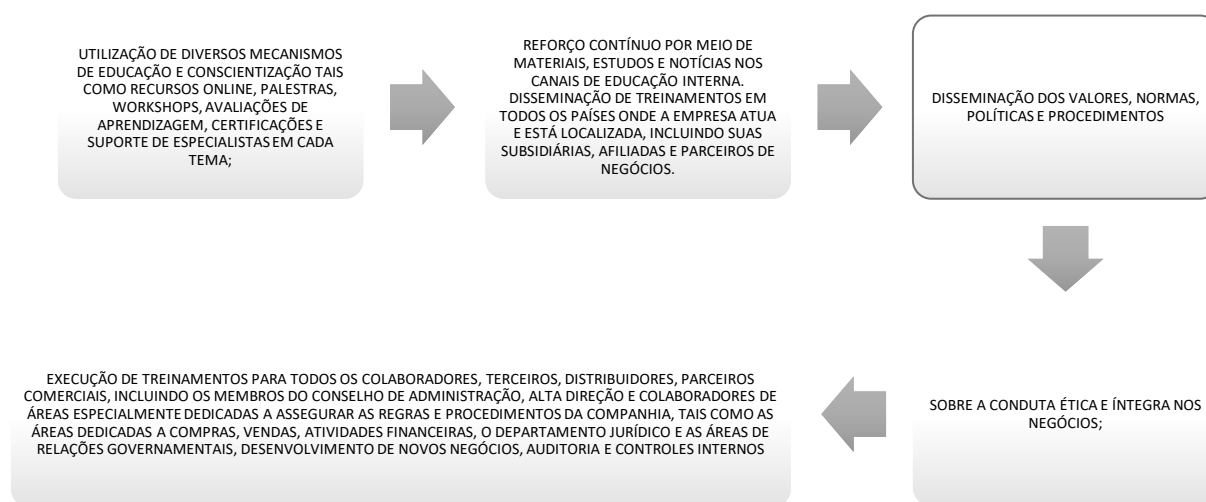 UTILIZAÇÃO DE DIVERSOS MECANISMOS
DE EDUCAÇÃO E CONSCIENTIZAÇÃO TAIS
COMO RECURSOS ONLINE, PALESTRAS,
WORKSHOPS, AVALIAÇÕES DE
APRENDIZAGEM, CERTIFICAÇÕES E
SUPORTE DE ESPECIALISTAS EM CADA
TEMA;
REFORÇO CONTÍNUO POR MEIO DE
MATERIAIS, ESTUDOS E NOTÍCIAS NOS
CANAIS DE EDUCAÇÃO INTERNA.
DISSEMINAÇÃO DE TREINAMENTOS EM
TODOS OS PAÍSES ONDE A EMPRESA ATUA
E ESTÁ LOCALIZADA, INCLUINDO SUAS
SUBSIDIÁRIAS, AFILIADAS E PARCEIROS DE
NEGÓCIOS.
DISSEMINAÇÃO DOS VALORES, NORMAS,
POLÍTICAS E PROCEDIMENTOS
SOBRE A CONDUTA ÉTICA E ÍNTEGRA NOS
NEGÓCIOS;
EXECUÇÃO DE TREINAMENTOS PARA TODOS OS COLABORADORES, TERCEIROS, DISTRIBUIDORES, PARCEIROS
COMERCIAIS, INCLUINDO OS MEMBROS DO CONSELHO DE ADMINISTRAÇÃO, ALTA DIREÇÃO E COLABORADORES DE
ÁREAS ESPECIALMENTE DEDICADAS A ASSEGURAR AS REGRAS E PROCEDIMENTOS DA COMPANHIA, TAIS COMO AS
ÁREAS DEDICADAS A COMPRAS, VENDAS, ATIVIDADES FINANCEIRAS, O DEPARTAMENTO JURÍDICO E AS ÁREAS DE
RELAÇÕES GOVERNAMENTAIS, DESENVOLVIMENTO DE NOVOS NEGÓCIOS, AUDITORIA E CONTROLES INTERNOS